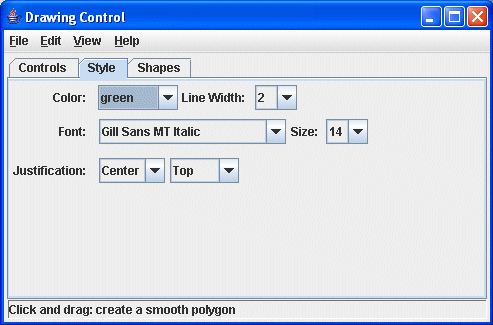 Drawing Control
File Edit View Help
Controls Style Shapes
Color: green Line Width: 2
Font: Gill Sans MT Italic Size: 14
Justification: Center Top
Click and drag: create a smooth polygon